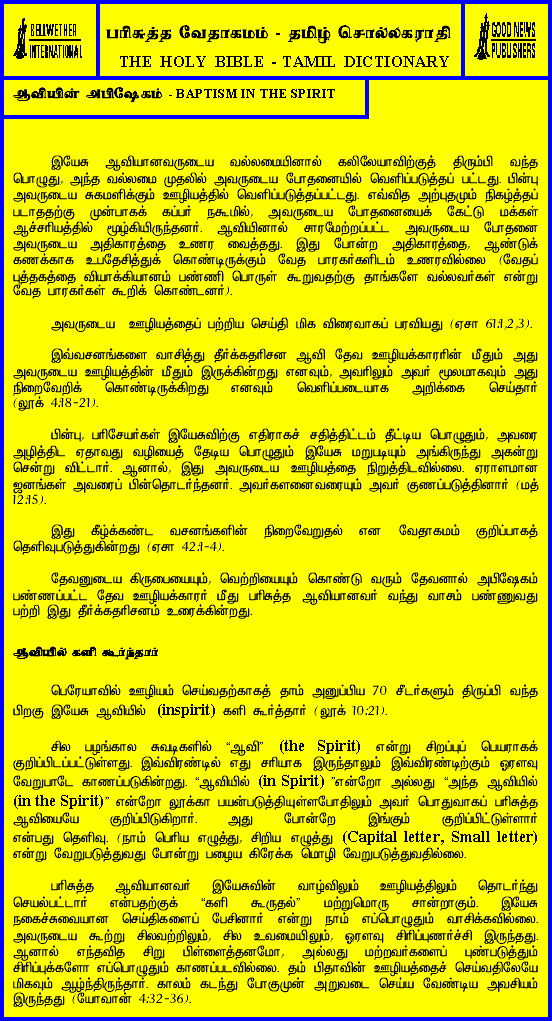 BELLWETHER
INTERNATIONAL
பரிசுத்த வேதாகமம் - தமிழ் சொல்லகராதி
THE HOLY BIBLE - TAMIL DICTIONARY
GOOD NEWS
PUBLISHERS
ஆவியின் அபிஷேகம் - BAPTISM IN THE SPIRIT
இயேசு ஆவியானவருடைய வல்லமையினால் கலிலேயாவிற்குத் திரும்பி வந்த
பொழுது, அந்த வல்லமை முதலில் அவருடைய போதனையில் வெளிப்படுத்தப் பட்டது. பின்பு
அவருடைய சுகமளிக்கும் ஊழியத்தில் வெளிப்படுத்தப்பட்டது. எவ்வித அற்புதமும் நிகழ்த்தப்
படாததற்கு முன்பாகக் கப்பர் நகூமில், அவருடைய போதனையைக் கேட்டு மக்கள்
ஆச்சரியத்தில் மூழ்கியிருந்தனர். ஆவியினால் சாரமேற்றப்பட்ட அவருடைய போதனை
அவருடைய அதிகாரத்தை உணர வைத்தது. இது போன்ற அதிகாரத்தை, ஆண்டுக்
கணக்காக உபதேசித்துக் கொண்டிருக்கும் வேத பாரகர்களிடம் உணரவில்லை (வேதப்
புத்தகத்தை வியாக்கியானம் பண்ணி பொருள் கூறுவதற்கு தாங்களே வல்லவர்கள் என்று
வேத பாரகர்கள் கூறிக் கொண்டனர்).
அவருடைய ஊழியத்தைப் பற்றிய செய்தி மிக விரைவாகப் பரவியது (ஏசா 61:1,2,3).
இவ்வசனங்களை வாசித்து தீர்க்கதரிசன ஆவி தேவ ஊழியக்காரரின் மீதும் அது
அவருடைய ஊழியத்தின் மீதும் இருக்கின்றது எனவும், அவரிலும் அவர் மூலமாகவும் அது
நிறைவேறிக் கொண்டிருக்கிறது எனவும் வெளிப்படையாக அறிக்கை செய்தார்
(லூக் 4:18-21).
பின்பு, பரிசேயர்கள் இயேசுவிற்கு எதிராகச் சதித்திட்டம் தீட்டிய பொழுதும், அவரை
அழித்திட ஏதாவது வழியைத் தேடிய பொழுதும் இயேசு மறுபடியும் அங்கிருந்து அகன்று
சென்று விட்டார். ஆனால், இது அவருடைய ஊழியத்தை நிறுத்திடவில்லை. ஏராளமான
ஜனங்கள் அவரைப் பின்தொடர்ந்தனர். அவர்களனைவரையும் அவர் குணப்படுத்தினார் (மத்
12:15).
இது கீழ்க்கண்ட வசனங்களின் நிறைவேறுதல் என வேதாகமம் குறிப்பாகத்
தெளிவுபடுத்துகின்றது (ஏசா 42:1-4).
தேவனுடைய கிருபையையும், வெற்றியையும் கொண்டு வரும் தேவனால் அபிஷேகம்
பண்ணப்பட்ட தேவ ஊழியக்காரர் மீது பரிசுத்த ஆவியானவர் வந்து வாசம் பண்ணுவது
பற்றி இது தீர்க்கதரிசனம் உரைக்கின்றது.
ஆவியில் களி கூர்ந்தார்
பெரேயாவில் ஊழியம் செய்வதற்காகத் தாம் அனுப்பிய 70 சீடர்களும் திருப்பி வந்த
பிறகு இயேசு ஆவியில் (inspirit) களி கூர்த்தார் (லூக் 10:21).
சில பழங்கால சுவடிகளில் “ஆவி” (the Spirit) என்று சிறப்புப் பெயராகக்
குறிப்பிடப்பட்டுள்ளது. இவ்விரண்டில் எது சரியாக இருந்தாலும் இவ்விரண்டிற்கும் ஓரளவு
வேறுபாடே காணப்படுகின்றது. “ஆவியில் (in Spirit) ”என்றோ அல்லது “அந்த ஆவியில்
(in the Spirit)” என்றோ லூக்கா பயன்படுத்தியுள்ளபோதிலும் அவர் பொதுவாகப் பரிசுத்த
ஆவியையே குறிப்பிடுகிறார். அது போன்றே இங்கும் குறிப்பிட்டுள்ளார்
என்பது தெளிவு. (நாம் பெரிய எழுத்து, சிறிய எழுத்து (Capital letter, Small letter)
என்று வேறுபடுத்துவது போன்று பழைய கிரேக்க மொழி வேறுபடுத்துவதில்லை.
பரிசுத்த ஆவியானவர் இயேசுவின் வாழ்விலும் ஊழியத்திலும் தொடர்ந்து
செயல்பட்டார் என்பதற்குக் “களி கூருதல்” மற்றுமொரு சான்றாகும். இயேசு
நகைச்சுவையான செய்திகளைப் பேசினார் என்று நாம் எப்பொழுதும் வாசிக்கவில்லை.
அவருடைய கூற்று சிலவற்றிலும், சில உவமையிலும், ஓரளவு சிரிப்புணர்ச்சி இருந்தது.
ஆனால் எந்தவித சிறு பிள்ளைத்தனமோ, அல்லது மற்றவர்களைப் புண்படுத்தும்
சிரிப்புக்களோ எப்பொழுதும் காணப்படவில்லை. தம் பிதாவின் ஊழியத்தைச் செய்வதிலேயே
மிகவும் ஆழ்ந்திருந்தார். காலம் கடந்து போகுமுன் அறுவடை செய்ய வேண்டிய அவசியம்
இருந்தது (யோவான் 4:32-36).